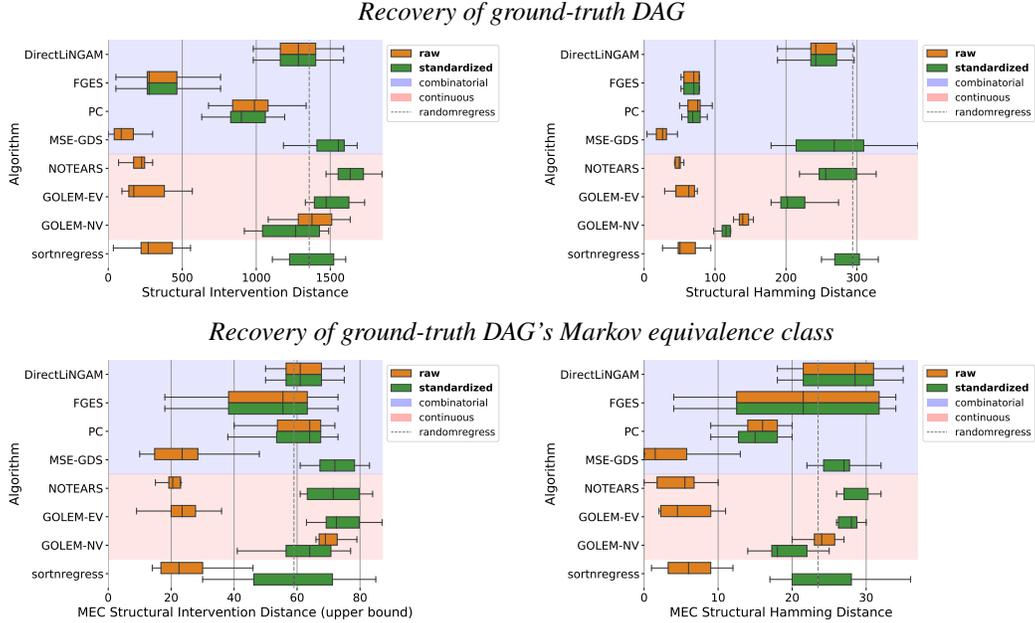 Recovery of ground-truth DAG
Algorithm
DirectLiNGAM
FGES
PC
MSE-GDS
NOTEARS
GOLEM-EV
GOLEM-NV
sortnregress
0 500 1000 1500
Structural Intervention Distance
raw
standardized
combinatorial
continuous
randomregress
Algorithm
DirectLiNGAM
FGES
PC
MSE-GDS
NOTEARS
GOLEM-EV
GOLEM-NV
sortnregress
0 100 200 300
Structural Hamming Distance
raw
standardized
combinatorial
continuous
randomregress
Recovery of ground-truth DAG's Markov equivalence class
Algorithm
DirectLiNGAM
FGES
PC
MSE-GDS
NOTEARS
GOLEM-EV
GOLEM-NV
sortnregress
0 20 40 60 80
MEC Structural Intervention Distance (upper bound)
raw
standardized
combinatorial
continuous
randomregress
Algorithm
DirectLiNGAM
FGES
PC
MSE-GDS
NOTEARS
GOLEM-EV
GOLEM-NV
sortnregress
0 10 20 30
MEC Structural Hamming Distance
raw
standardized
combinatorial
continuous
randomregress